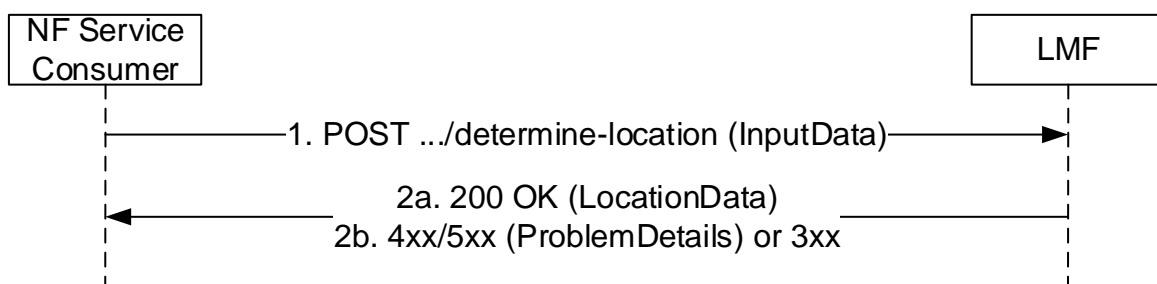 NF Service
Consumer
LMF
1. POST .../determine-location (InputData)
2a. 200 OK (LocationData)
2b. 4xx/5xx (ProblemDetails) or 3xx